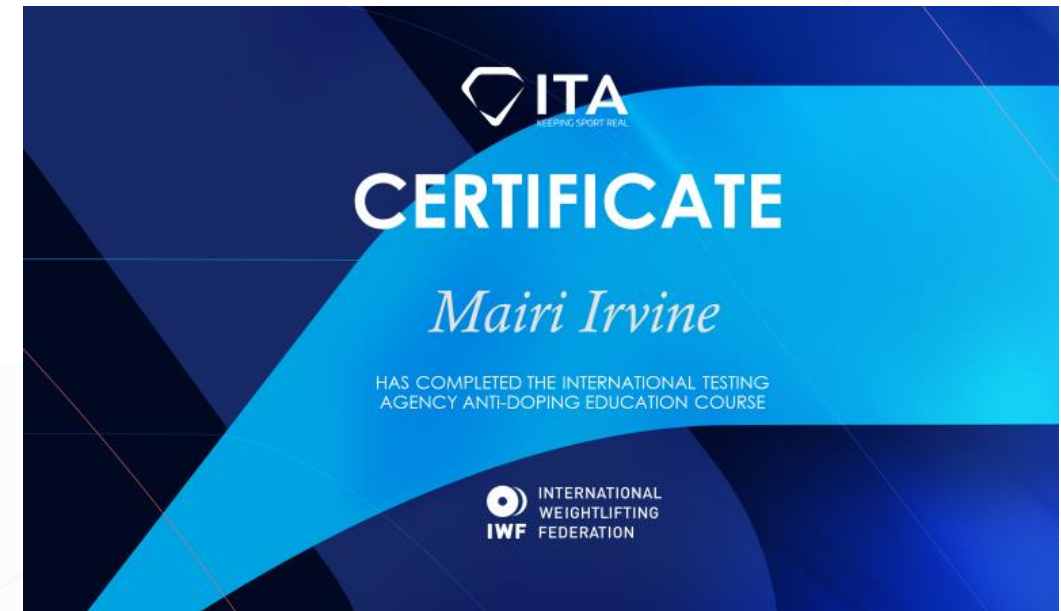 ITA
KEEPING SPORT REAL
CERTIFICATE
Mairi Irvine
HAS COMPLETED THE INTERNATIONAL TESTING
AGENCY ANTi-DOPING EDUCATION COURSE
INTERNATIONAL
WEIGHTLIFTING
IWF FEDERATION